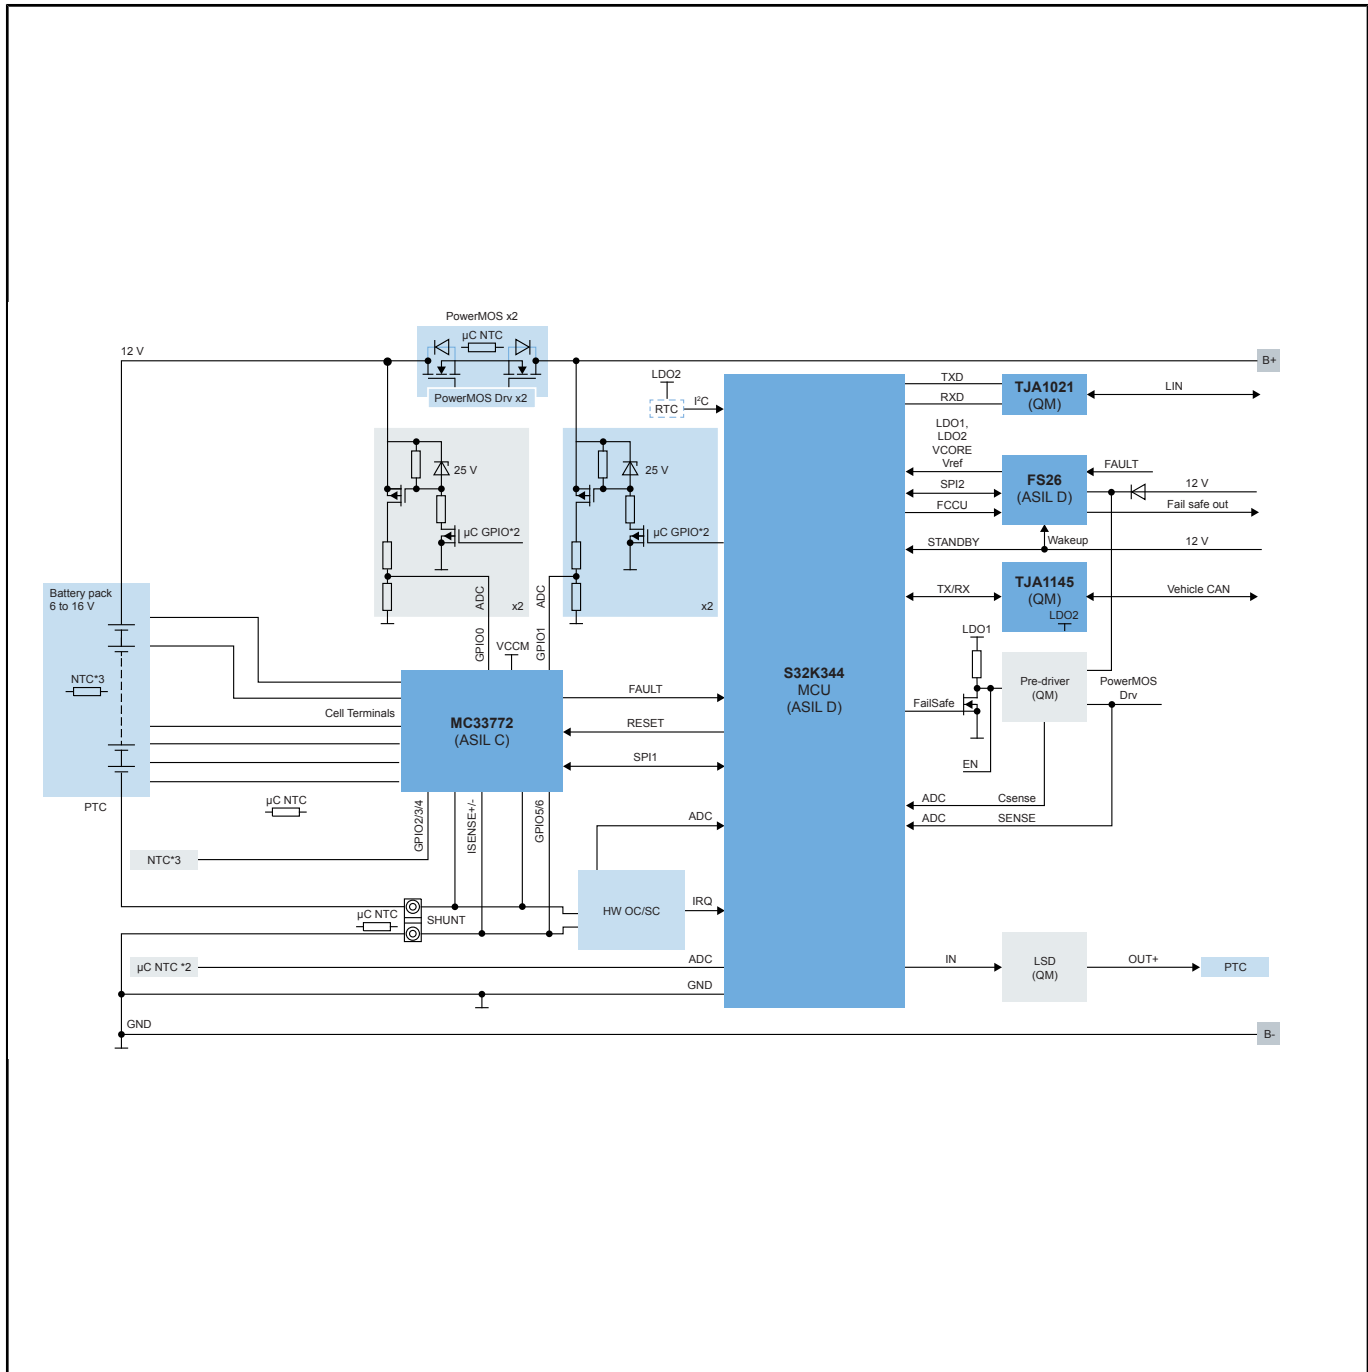 PowerMOS x2
µC NTC
12 V
PowerMOS Drv x2
B+
LDO2
RTC
I²C
TXD
RXD
TJA1021
(QM)
LIN
LDO1,
LDO2
VCORE
Vref
SPI2
FCCU
FS26
(ASIL D)
FAULT
12 V
Fail safe out
STANDBY
Wakeup
12 V
25 V
µC GPIO*2
x2
25 V
µC GPIO*2
x2
ADC
GPIO0
ADC
GPIO1
VCCM
TX/RX
TJA1145
(QM)
LDO2
Vehicle CAN
Battery pack
6 to 16 V
NTC*3
PTC
Cell Terminals
MC33772
(ASIL C)
FAULT
RESET
SPI1
S32K344
MCU
(ASIL D)
LDO1
FailSafe
EN
Pre-driver
(QM)
PowerMOS
Drv
ADC
Csense
ADC
SENSE
µC NTC
GPIO2/3/4
ISENSE+/-
GPIO5/6
NTC*3
ADC
HW OC/SC
IRQ
µC NTC
SHUNT
µC NTC *2
ADC
GND
IN
LSD
(QM)
OUT+
PTC
GND
B-